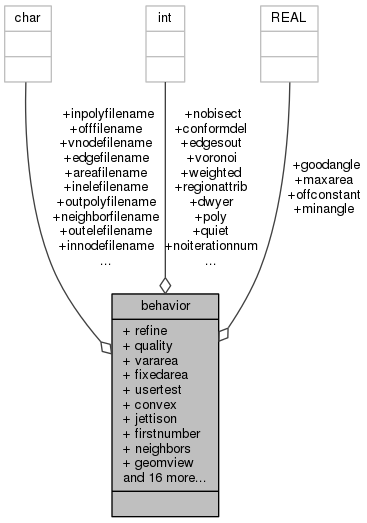 char
int
REAL
+inpolyfilename
+offfilename
+vnodefilename
+edgefilename
+areafilename
+inelefilename
+outpolyfilename
+neighborfilename
+outelefilename
+innodefilename
...
+nobisect
+conformdel
+edgesout
+voronoi
+weighted
+regionattrib
+dwyer
+poly
+quiet
+noiterationnum
...
+goodangle
+maxarea
+offconstant
+minangle
behavior
+ refine
+ quality
+ vararea
+ fixedarea
+ usertest
+ convex
+ jettison
+ firstnumber
+ neighbors
+ geomview
and 16 more...